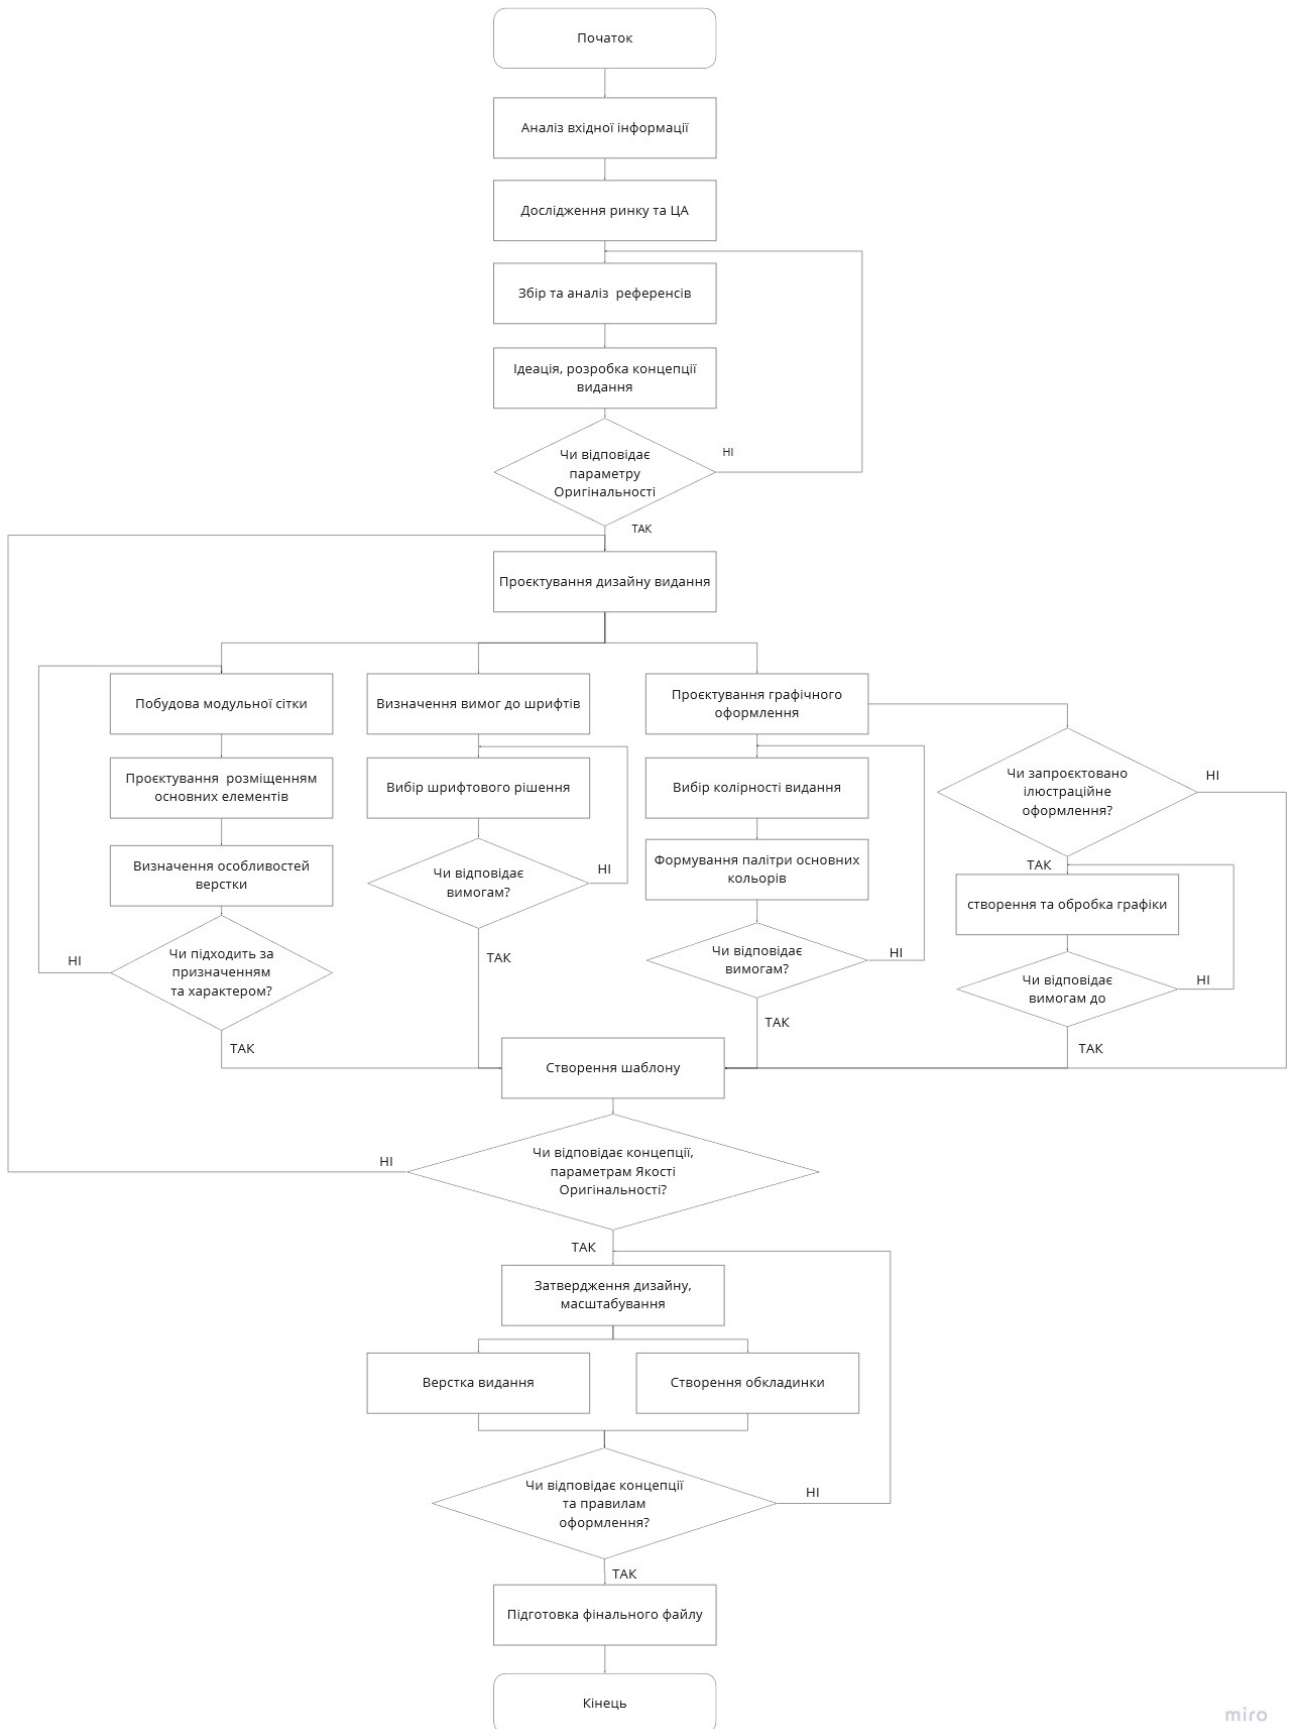 Початок
Аналіз вхідної інформації
Дослідження ринку та ЦА
Збір та аналіз  референсів
Ідеація, розробка концепції
видання
Чи відповідає
параметру
Оригінальності
НІ
ТАК
Проєктування дизайну видання
Побудова модульної сітки
Проєктування  розміщенням
основних елементів
Визначення особливостей
верстки
Чи підходить за
призначенням
та характером?
НІ
ТАК
Визначення вимог до шрифтів
Вибір шрифтового рішення
Чи відповідає
вимогам?
НІ
ТАК
Проєктування графічного
оформлення
Вибір колірності видання
Формування палітри основних
кольорів
Чи відповідає
вимогам?
НІ
ТАК
Чи запроєктовано
ілюстраційне
оформлення?
НІ
ТАК
створення та обробка графіки
Чи відповідає
вимогам до
НІ
ТАК
Створення шаблону
Чи відповідає концепції,
параметрам Якості
Оригінальності?
НІ
ТАК
Затвердження дизайну,
масштабування
Верстка видання
Створення обкладинки
Чи відповідає концепції
та правилам
оформлення?
НІ
ТАК
Підготовка фінального файлу
Кінець
miro